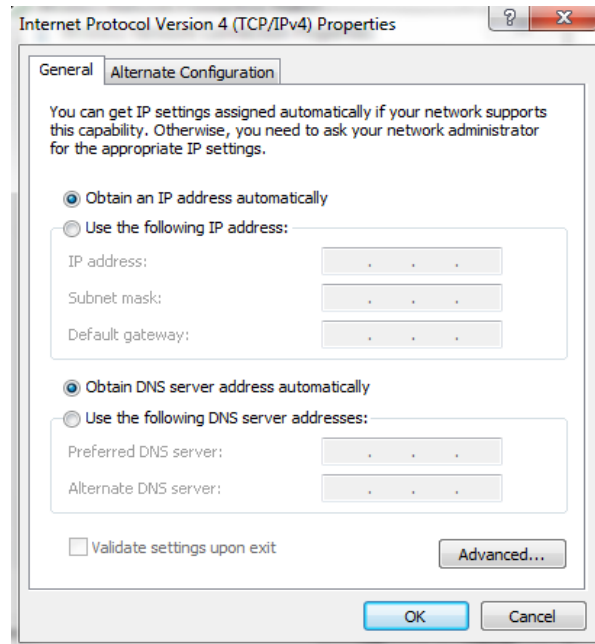 Internet Protocol Version 4 (TCP/IPv4) Properties
General
Alternate Configuration
You can get IP settings assigned automatically if your network supports
this capability. Otherwise, you need to ask your network administrator
for the appropriate IP settings.
Obtain an IP address automatically
Use the following IP address:
IP address:
Subnet mask:
Default gateway:
Obtain DNS server address automatically
Use the following DNS server addresses:
Preferred DNS server:
Alternate DNS server:
Validate settings upon exit
Advanced...
OK
Cancel